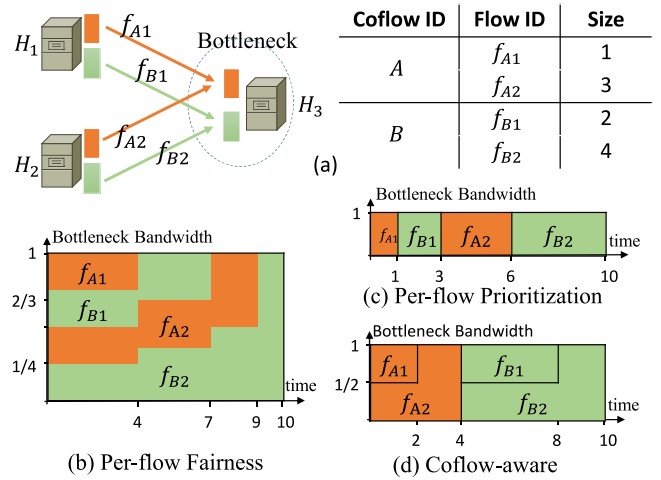 H1
fA1
Bottleneck
fB1
H3
H2
fA2
fB2
(a)
Coflow ID Flow ID Size
A fA1 1
fA2 3
B fB1 2
fB2 4
Bottleneck Bandwidth
1
fA1
2/3
fB1
fA2
1/4
fB2
time
4 7 9 10
(b) Per-flow Fairness
Bottleneck Bandwidth
1
fA1 fB1 fA2 fB2
time
1 3 6 10
(c) Per-flow Prioritization
Bottleneck Bandwidth
1
fA1 fB1
1/2
fA2 fB2
time
2 4 8 10
(d) Coflow-aware